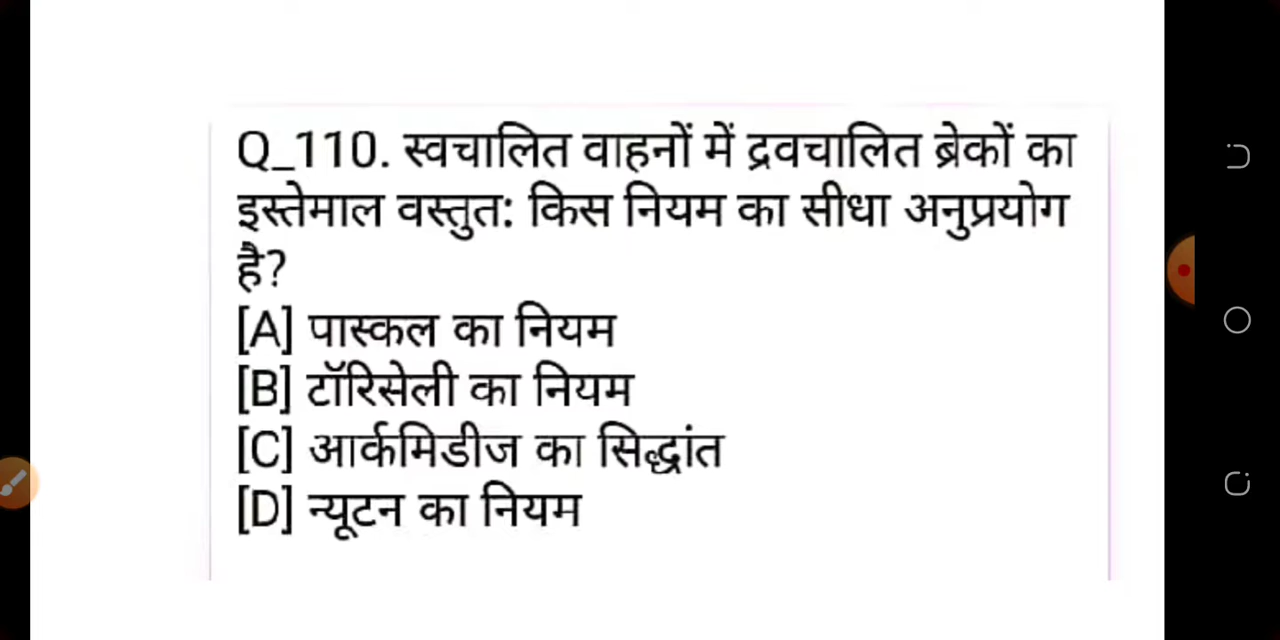 Q_110. स्वचालित वाहनों में द्रवचालित ब्रेकों का
इस्तेमाल वस्तुत: किस नियम का सीधा अनुप्रयोग
है?
[A] पास्कल का नियम
[B] टॉरिसेली का नियम
[C] आर्कमिडीज का सिद्धांत
[D] न्यूटन का नियम